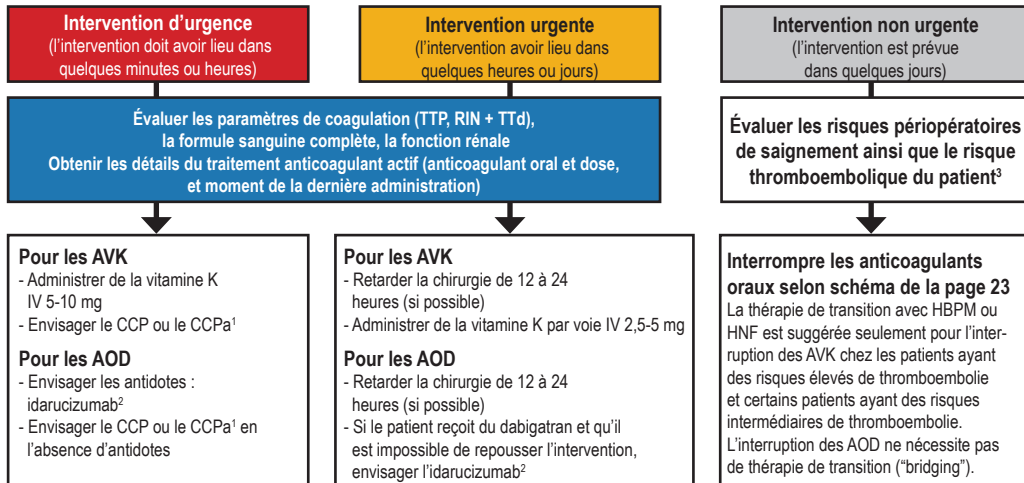 Intervention d'urgence
(l'intervention doit avoir lieu dans
quelques minutes ou heures)
Intervention urgente
(l'intervention avoir lieu dans
quelques heures ou jours)
Intervention non urgente
(l'intervention est prévue
dans quelques jours)
Évaluer les paramètres de coagulation (TTP, RIN + TTd),
la formule sanguine complète, la fonction rénale
Obtenir les détails du traitement anticoagulant actif (anticoagulant oral et dose,
et moment de la dernière administration)
Évaluer les risques périopératoires
de saignement ainsi que le risque
thromboembolique du patient³
Pour les AVK
- Administrer de la vitamine K
IV 5-10 mg
- Envisager le CCP ou le CCPa¹
Pour les AOD
- Envisager les antidotes :
idarucizumab²
- Envisager le CCP ou le CCPa¹ en
l'absence d'antidotes
Pour les AVK
- Retarder la chirurgie de 12 à 24
heures (si possible)
- Administrer de la vitamine K par voie IV 2,5-5 mg
Pour les AOD
- Retarder la chirurgie de 12 à 24
heures (si possible)
- Si le patient reçoit du dabigatran et qu'il
est impossible de repousser l'intervention,
envisager l'idarucizumab²
Interrompre les anticoagulants
oraux selon schéma de la page 23
La thérapie de transition avec HBPM ou
HNF est suggérée seulement pour l'inter-
ruption des AVK chez les patients ayant
des risques élevés de thromboembolie
et certains patients ayant des risques
intermédiaires de thromboembolie.
L'interruption des AOD ne nécessite pas
de thérapie de transition ("bridging").